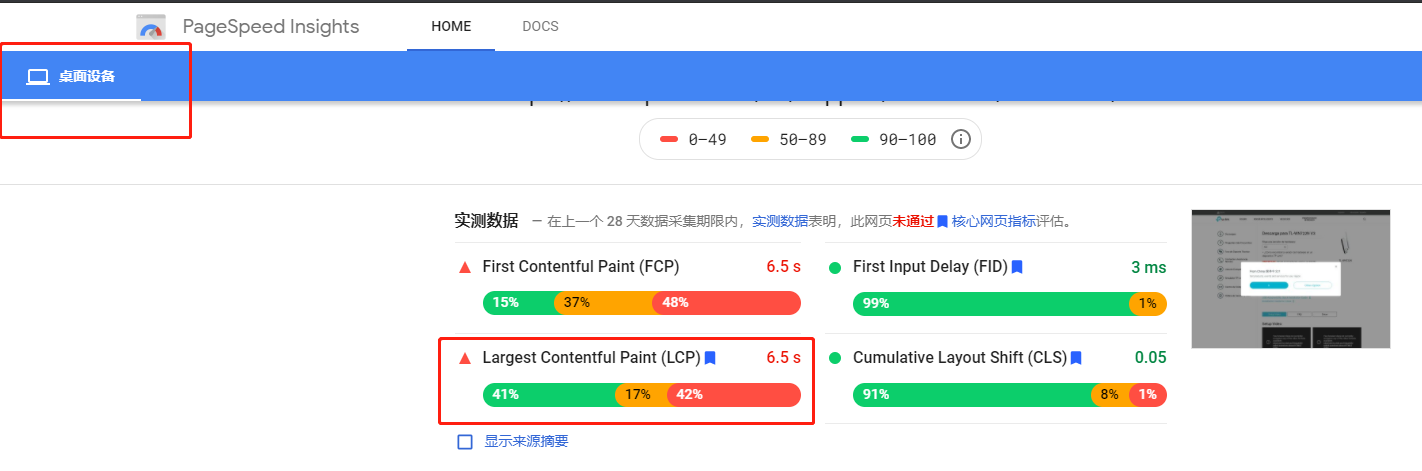 PageSpeed Insights HOME DOCS
桌面设备
0–49 50–89 90–100
实测数据 — 在上一个 28 天数据采集期限内，实测数据表明，此网页未通过 核心网页指标评估。
First Contentful Paint (FCP) 6.5 s
15% 37% 48%
First Input Delay (FID) 3 ms
99% 1%
Largest Contentful Paint (LCP) 6.5 s
41% 17% 42%
Cumulative Layout Shift (CLS) 0.05
91% 8% 1%
显示来源摘要